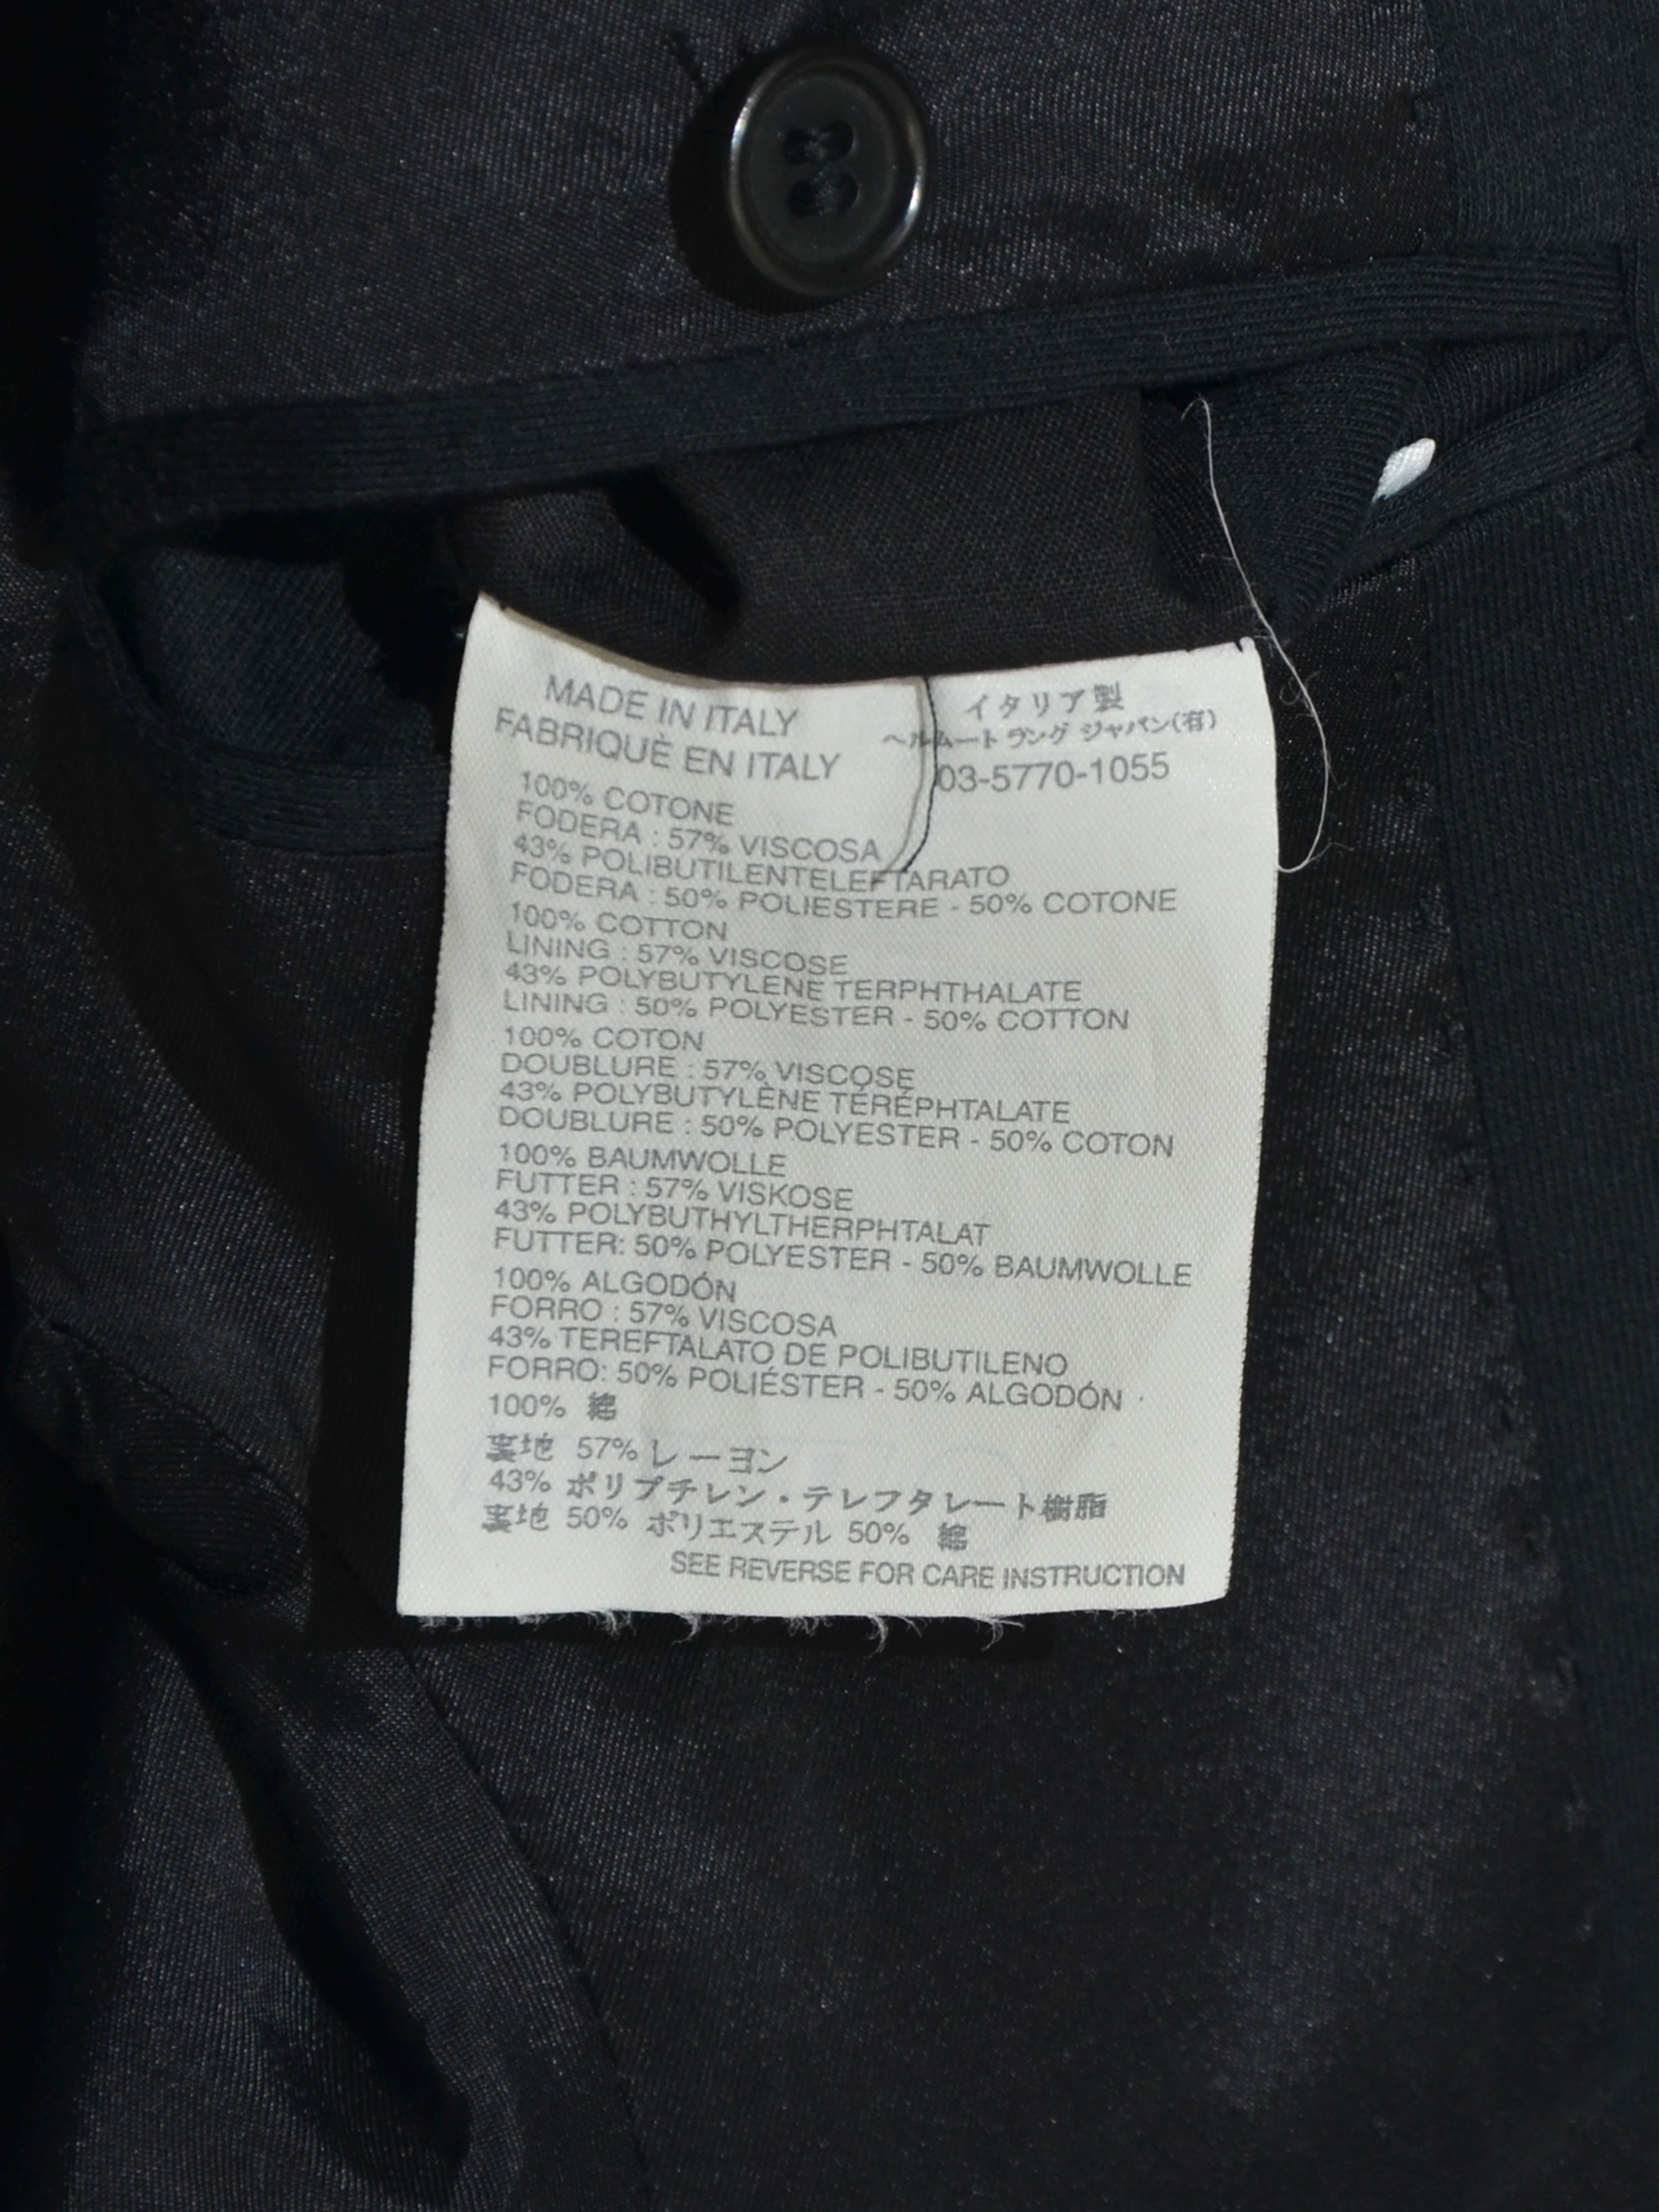 MADE IN ITALY
FABRIQUÈ EN ITALY
イタリア製
ヘルムート ラング ジャパン(有)
03-5770-1055
100% COTONE
FODERA : 57% VISCOSA
43% POLIBUTILENTELEFTARATO
FODERA : 50% POLIESTERE - 50% COTONE
100% COTTON
LINING : 57% VISCOSE
43% POLYBUTYLENE TERPHTHALATE
LINING : 50% POLYESTER - 50% COTTON
100% COTON
DOUBLURE : 57% VISCOSE
43% POLYBUTYLÈNE TÉRÉPHTALATE
DOUBLURE : 50% POLYESTER - 50% COTON
100% BAUMWOLLE
FUTTER : 57% VISKOSE
43% POLYBUTHYLTHERPHTALAT
FUTTER: 50% POLYESTER - 50% BAUMWOLLE
100% ALGODÓN
FORRO : 57% VISCOSA
43% TEREFTALATO DE POLIBUTILENO
FORRO: 50% POLIÉSTER - 50% ALGODÓN
100% 綿
裏地 57% レーヨン
43% ポリブチレン・テレフタレート樹脂
裏地 50% ポリエステル 50% 綿
SEE REVERSE FOR CARE INSTRUCTION